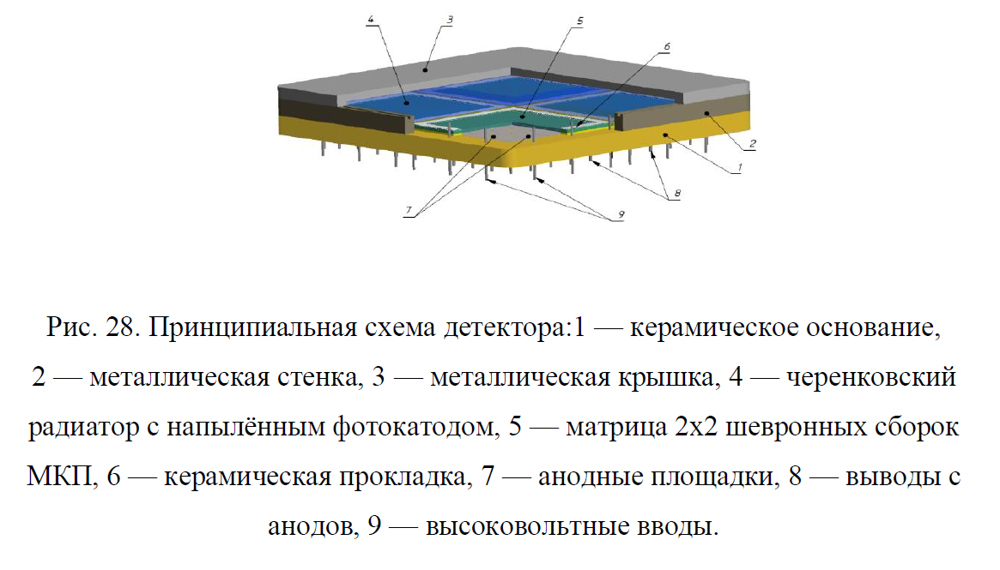 4 3 5 6
2
1
7 9 8
Рис. 28. Принципиальная схема детектора:1 — керамическое основание,
2 — металлическая стенка, 3 — металлическая крышка, 4 — черенковский
радиатор с напылённым фотокатодом, 5 — матрица 2х2 шевронных сборок
МКП, 6 — керамическая прокладка, 7 — анодные площадки, 8 — выводы с
анодов, 9 — высоковольтные вводы.